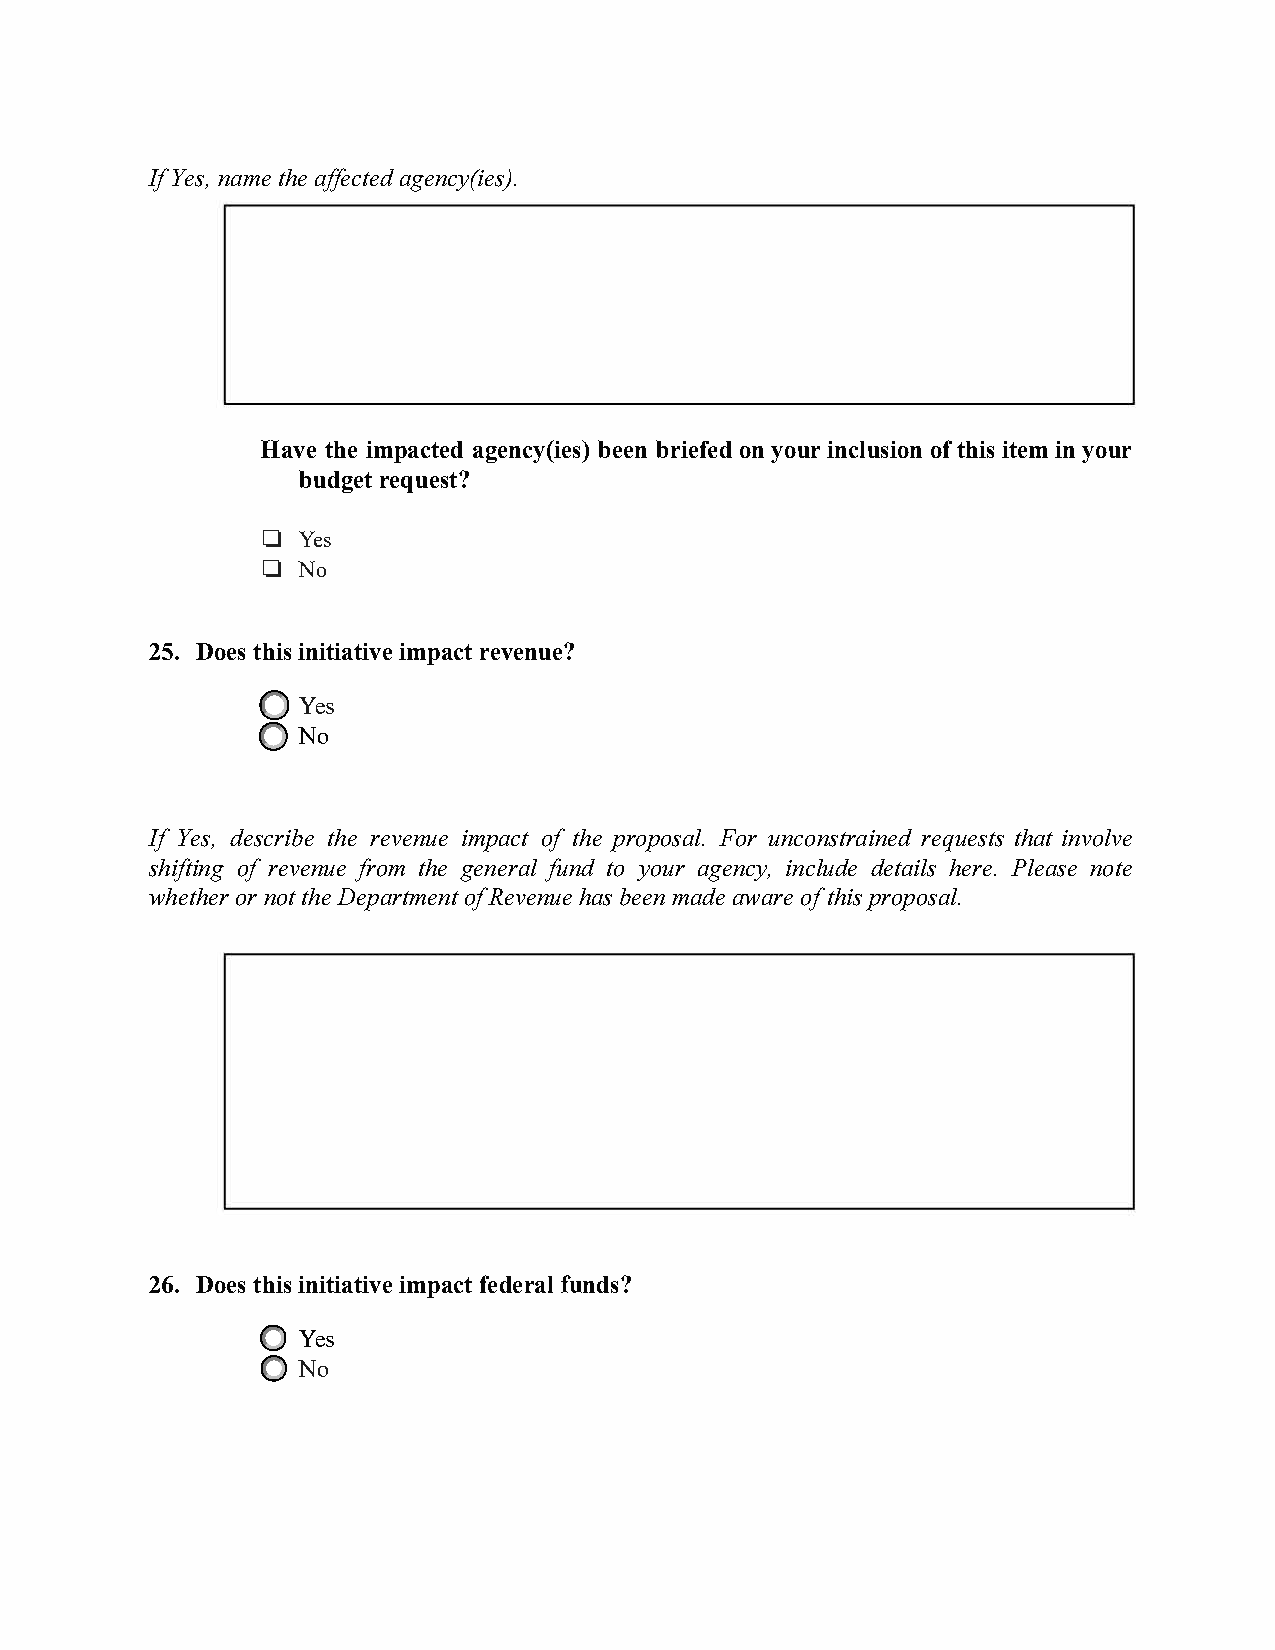 If Yes, name the affected agency(ies).
Have the impacted agency(ies) been briefed on your inclusion of this item in your
budget request?
❏ Yes
❏ No
25. Does this initiative impact revenue?
Yes
No
If Yes, describe the revenue impact of the proposal. For unconstrained requests that involve
shifting of revenue from the general fund to your agency, include details here. Please note
whether or not the Department of Revenue has been made aware of this proposal.
26. Does this initiative impact federal funds?
Yes
No